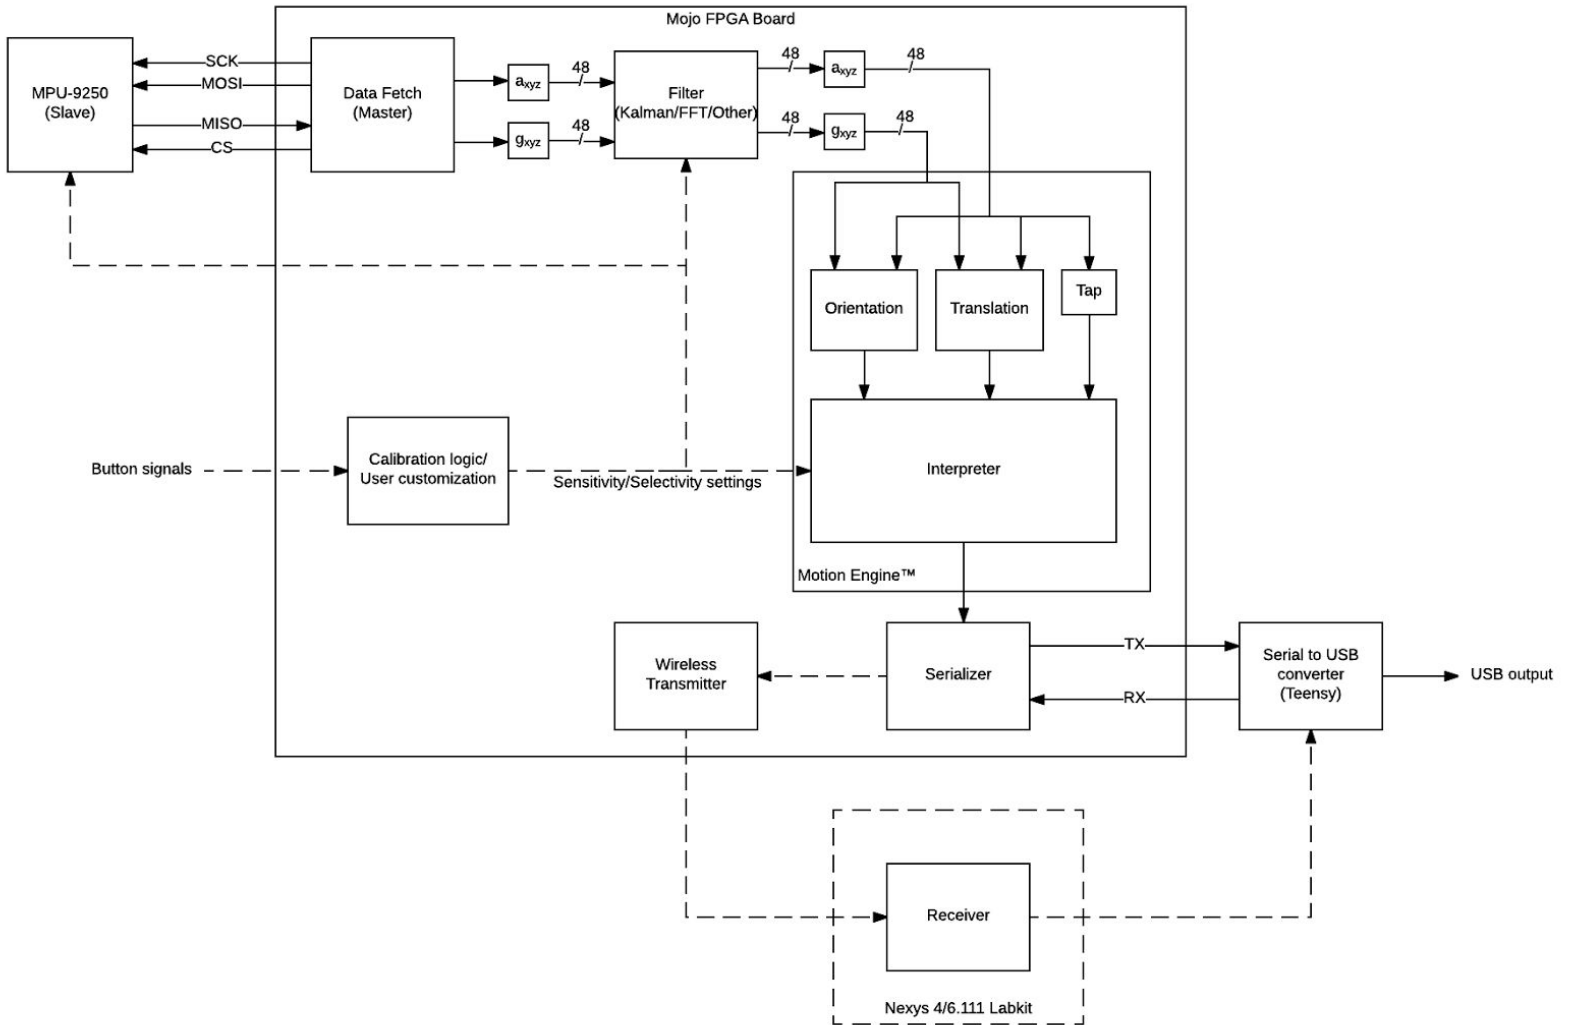 Mojo FPGA Board
MPU-9250
(Slave)
SCK
MOSI
MISO
CS
Data Fetch
(Master)
axyz
48
gxyz
48
Filter
(Kalman/FFT/Other)
48
axyz
48
48
gxyz
48
Orientation
Translation
Tap
Button signals
Calibration logic/
User customization
Sensitivity/Selectivity settings
Interpreter
Motion Engine™
Wireless
Transmitter
Serializer
TX
RX
Serial to USB
converter
(Teensy)
USB output
Receiver
Nexys 4/6.111 Labkit